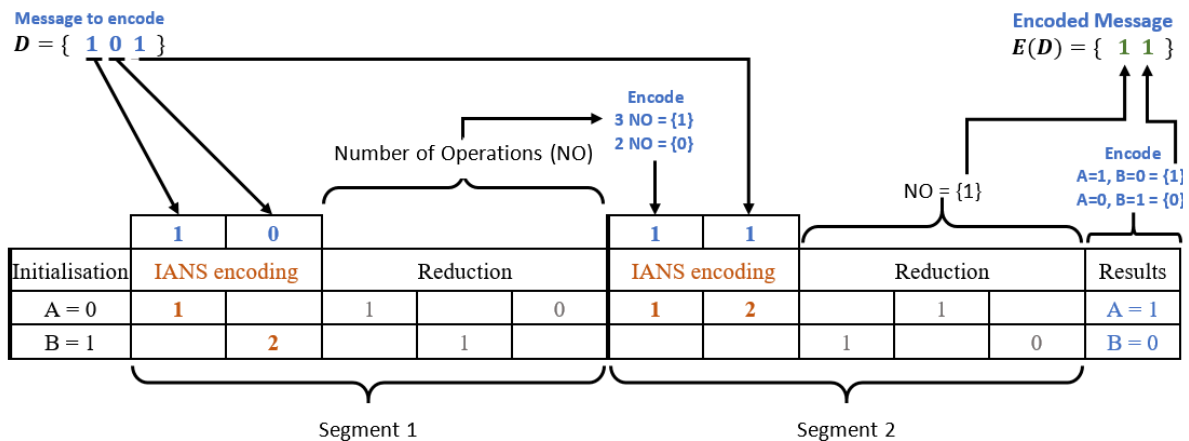 Message to encode
D = { 1 0 1 }
Encoded Message
E(D) = { 1 1 }
Encode
3 NO = {1}
2 NO = {0}
Number of Operations (NO)
NO = {1}
Encode
A=1, B=0 = {1}
A=0, B=1 = {0}
1 0 1 1
Initialisation IANS encoding Reduction IANS encoding Reduction Results
A = 0 1 1 0 1 2 1 A = 1
B = 1 2 1 1 0 B = 0
Segment 1 Segment 2